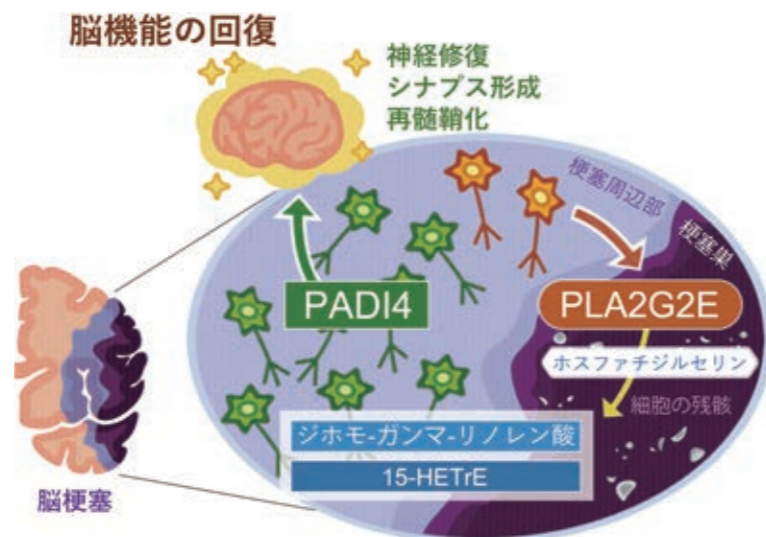 脳機能の回復
神経修復
シナプス形成
再髄鞘化
梗塞周辺部
梗塞巣
PADI4
PLA2G2E
ホスファチジルセリン
細胞の残骸
ジホモ-ガンマ-リノレン酸
15-HETrE
脳梗塞